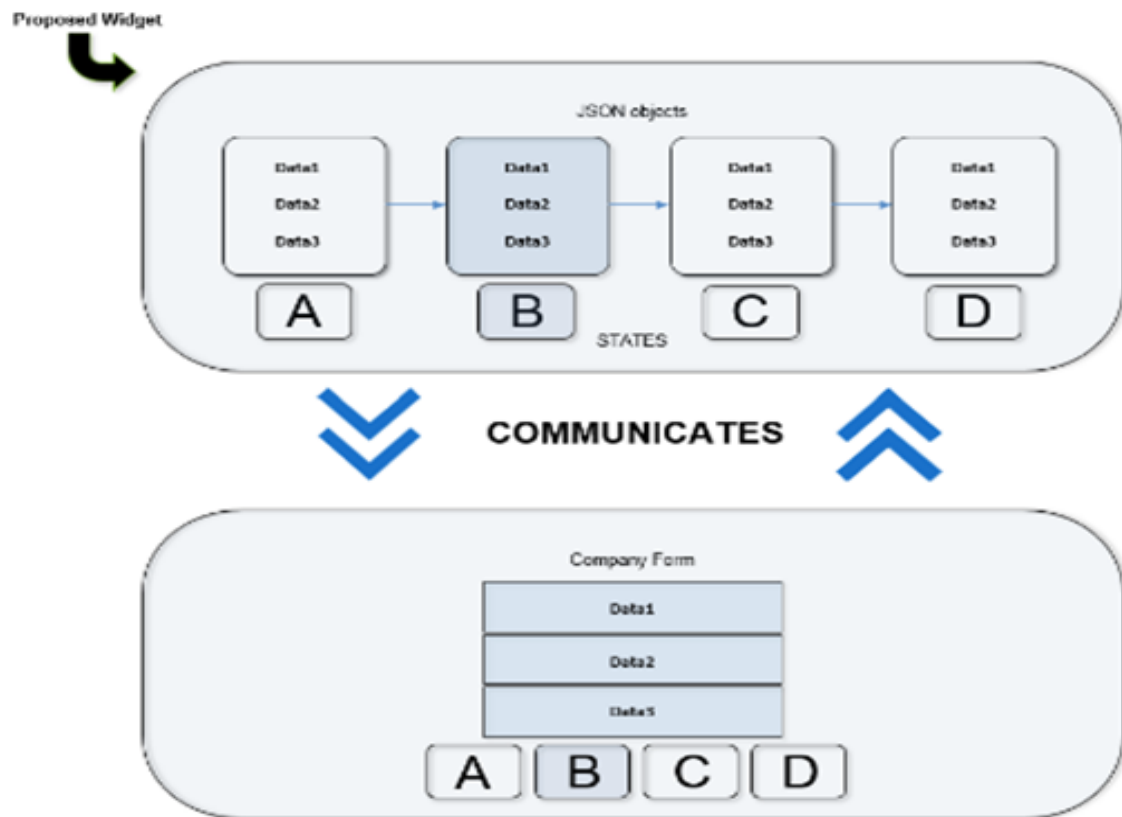 Proposed Widget
JSON objects
Data1 Data1 Data1 Data1
Data2 Data2 Data2 Data2
Data3 Data3 Data3 Data3
A B C D
STATES
COMMUNICATES
Company Form
Data1
Data2
Data3
A B C D